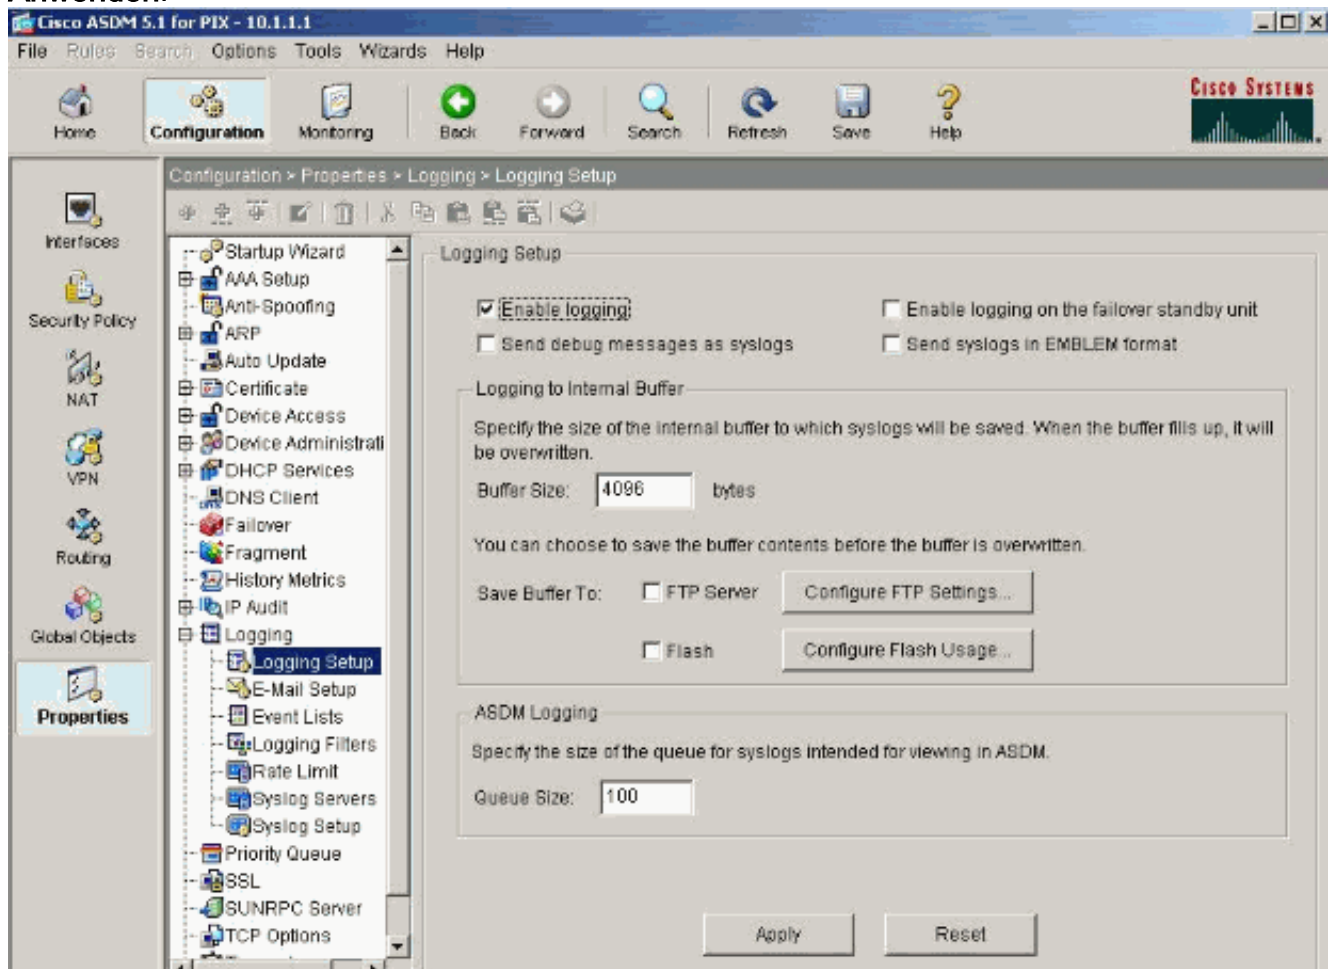 Anwenden.
Cisco ASDM 5.1 for PIX - 10.1.1.1
File Rules Search Options Tools Wizards Help
Home Configuration Monitoring Back Forward Search Refresh Save Help
CISCO SYSTEMS
Configuration > Properties > Logging > Logging Setup
Interfaces
Security Policy
NAT
VPN
Routing
Global Objects
Properties
Startup Wizard
AAA Setup
Anti-Spoofing
ARP
Auto Update
Certificate
Device Access
Device Administrati
DHCP Services
DNS Client
Failover
Fragment
History Metrics
IP Audit
Logging
Logging Setup
E-Mail Setup
Event Lists
Logging Filters
Rate Limit
Syslog Servers
Syslog Setup
Priority Queue
SSL
SUNRPC Server
TCP Options
Logging Setup
Enable logging
Enable logging on the failover standby unit
Send debug messages as syslogs
Send syslogs in EMBLEM format
Logging to Internal Buffer
Specify the size of the internal buffer to which syslogs will be saved. When the buffer fills up, it will
be overwritten.
Buffer Size: 4096 bytes
You can choose to save the buffer contents before the buffer is overwritten.
Save Buffer To: FTP Server Configure FTP Settings...
Flash Configure Flash Usage...
ASDM Logging
Specify the size of the queue for syslogs intended for viewing in ASDM.
Queue Size: 100
Apply Reset